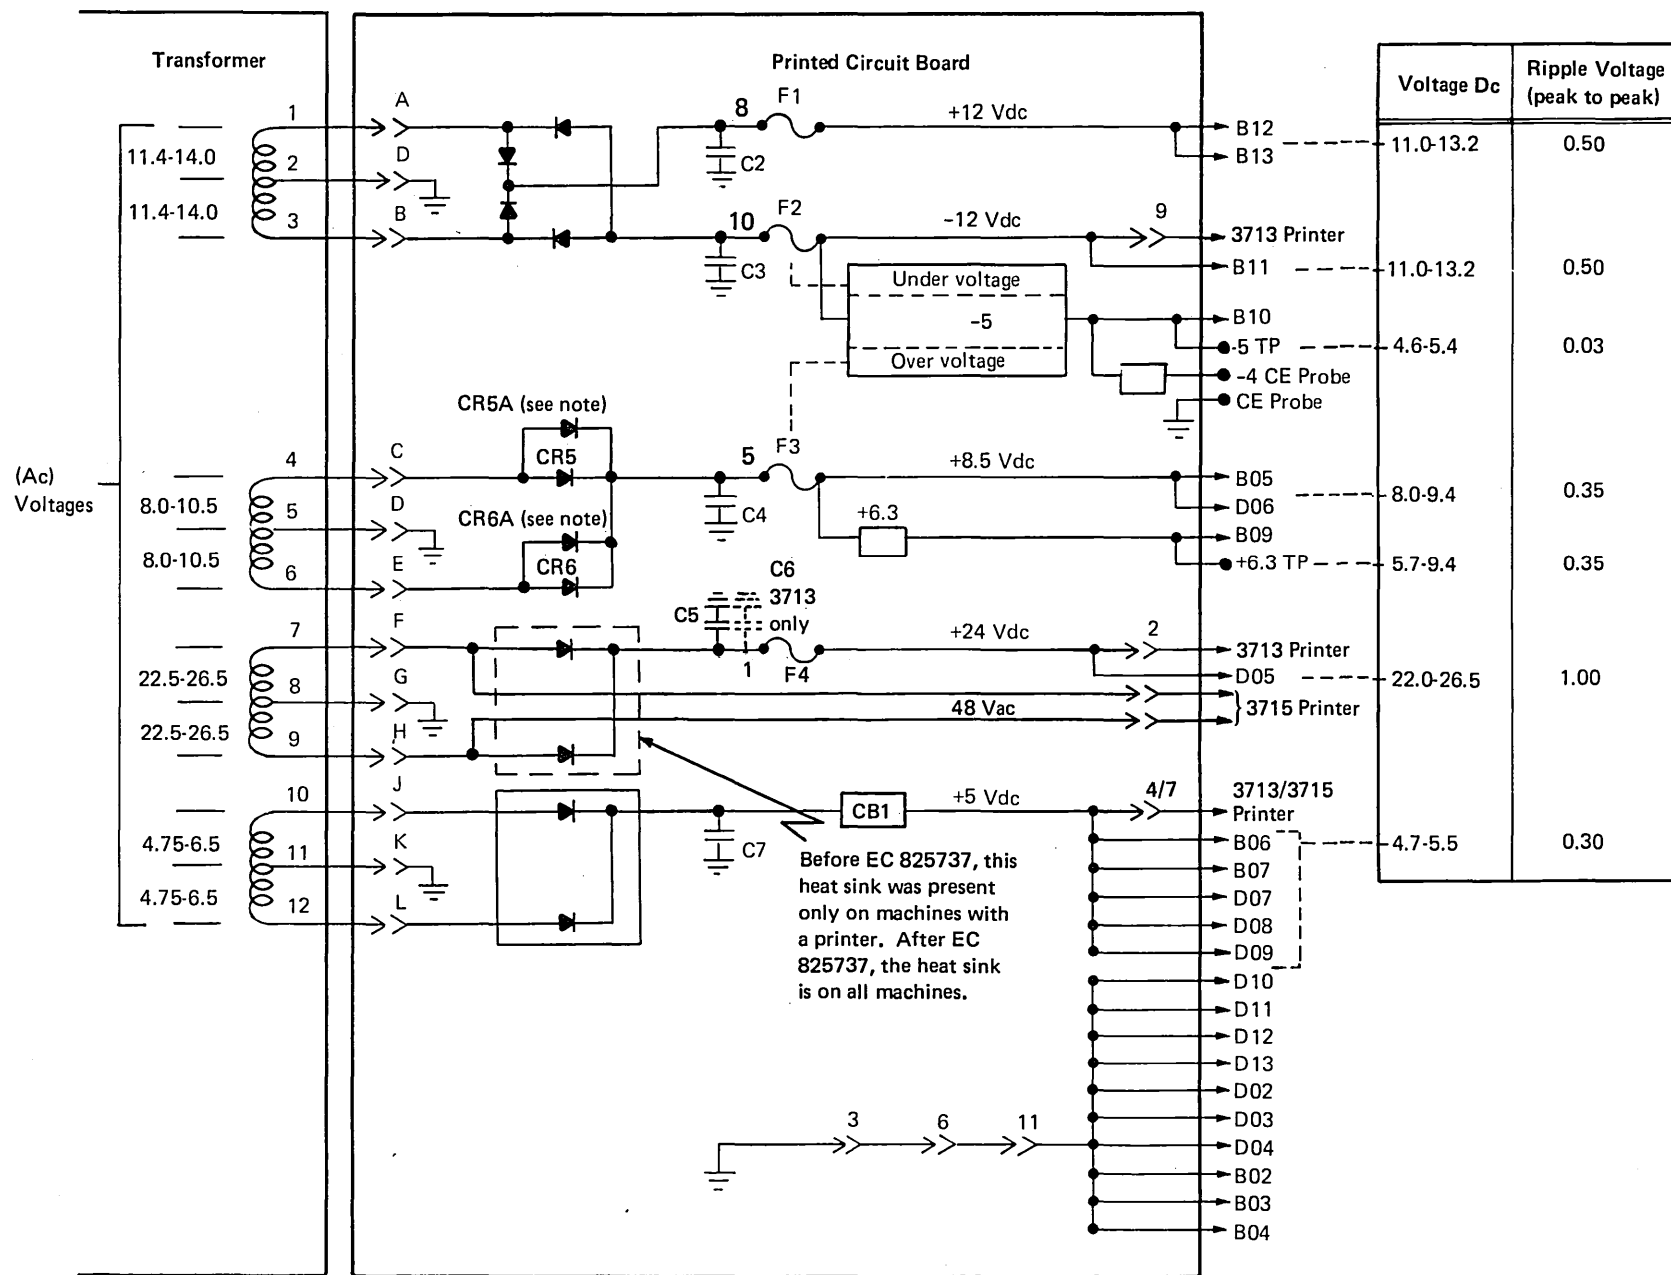 Transformer
Printed Circuit Board
Voltage Dc
Ripple Voltage
(peak to peak)
(Ac)
Voltages
11.4-14.0
11.4-14.0
1
2
3
A
D
B
8
F1
C2
+12 Vdc
B12
B13
11.0-13.2
0.50
10
F2
C3
-12 Vdc
9
3713 Printer
B11
11.0-13.2
0.50
Under voltage
-5
Over voltage
B10
-5 TP
4.6-5.4
0.03
-4 CE Probe
CE Probe
8.0-10.5
8.0-10.5
4
5
6
C
D
E
CR5A (see note)
CR5
CR6A (see note)
CR6
5
F3
C4
+8.5 Vdc
B05
D06
8.0-9.4
0.35
+6.3
B09
+6.3 TP
5.7-9.4
0.35
22.5-26.5
22.5-26.5
7
8
9
F
G
H
C6
3713
only
C5
1
F4
+24 Vdc
2
3713 Printer
D05
22.0-26.5
1.00
48 Vac
3715 Printer
4.75-6.5
4.75-6.5
10
11
12
J
K
L
C7
CB1
+5 Vdc
4/7
3713/3715
Printer
B06
4.7-5.5
0.30
B07
D07
D08
D09
D10
D11
D12
D13
D02
D03
D04
B02
B03
B04
Before EC 825737, this
heat sink was present
only on machines with
a printer. After EC
825737, the heat sink
is on all machines.
3
6
11